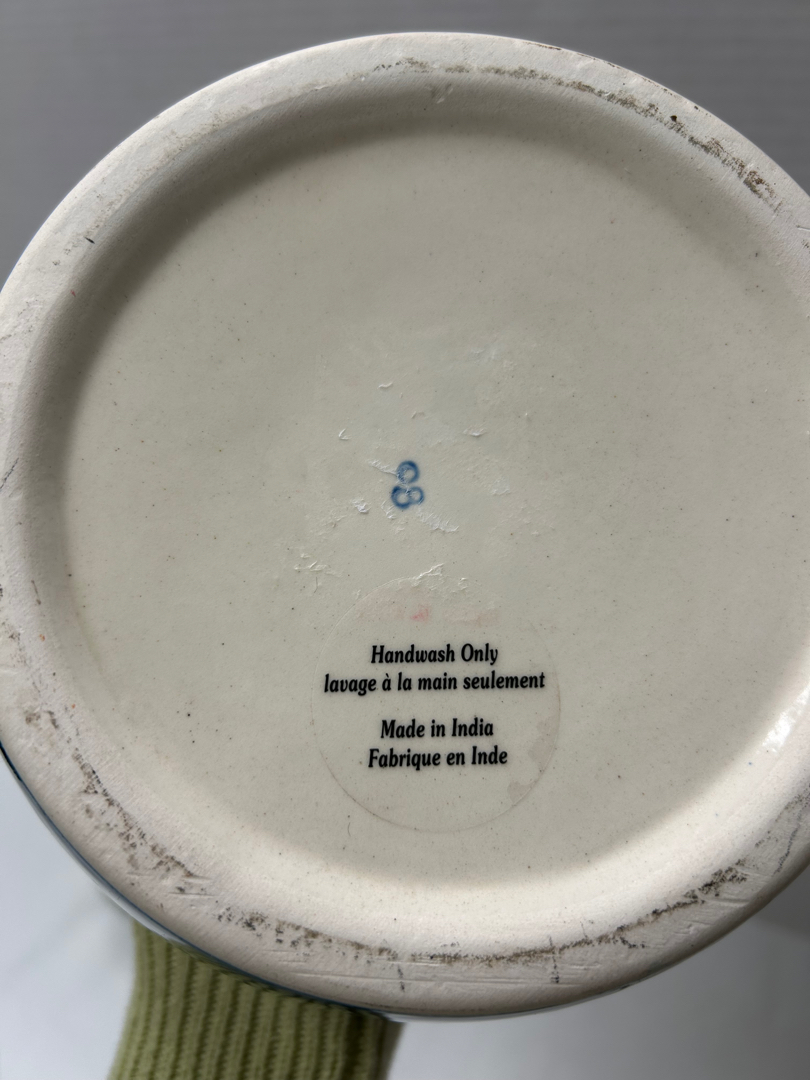 Handwash Only
lavage à la main seulement
Made in India
Fabrique en Inde